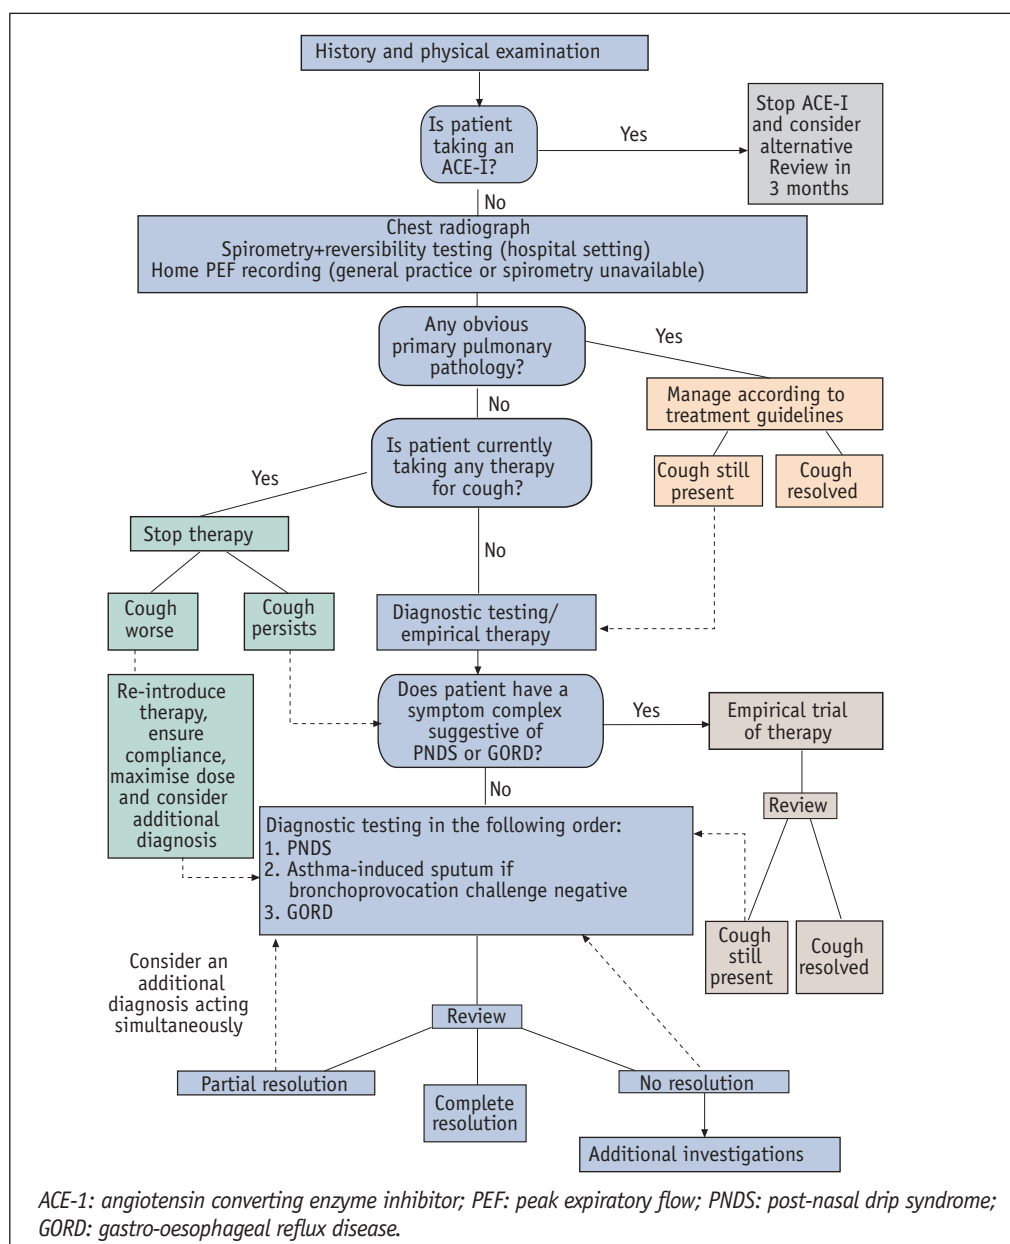 History and physical examination
Is patient
taking an
ACE-I?
Yes
Stop ACE-I
and consider
alternative
Review in
3 months
No
Chest radiograph
Spirometry+reversibility testing (hospital setting)
Home PEF recording (general practice or spirometry unavailable)
Any obvious
primary pulmonary
pathology?
Yes
Manage according to
treatment guidelines
Cough still
present
Cough
resolved
No
Is patient currently
taking any therapy
for cough?
Yes
Stop therapy
Cough
worse
Cough
persists
Re-introduce
therapy,
ensure
compliance,
maximise dose
and consider
additional
diagnosis
No
Diagnostic testing/
empirical therapy
Does patient have a
symptom complex
suggestive of
PNDS or GORD?
Yes
Empirical trial
of therapy
Review
Cough
still
present
Cough
resolved
No
Diagnostic testing in the following order:
1. PNDS
2. Asthma-induced sputum if
bronchoprovocation challenge negative
3. GORD
Consider an
additional
diagnosis acting
simultaneously
Review
Partial resolution
Complete
resolution
No resolution
Additional investigations
ACE-1: angiotensin converting enzyme inhibitor; PEF: peak expiratory flow; PNDS: post-nasal drip syndrome;
GORD: gastro-oesophageal reflux disease.